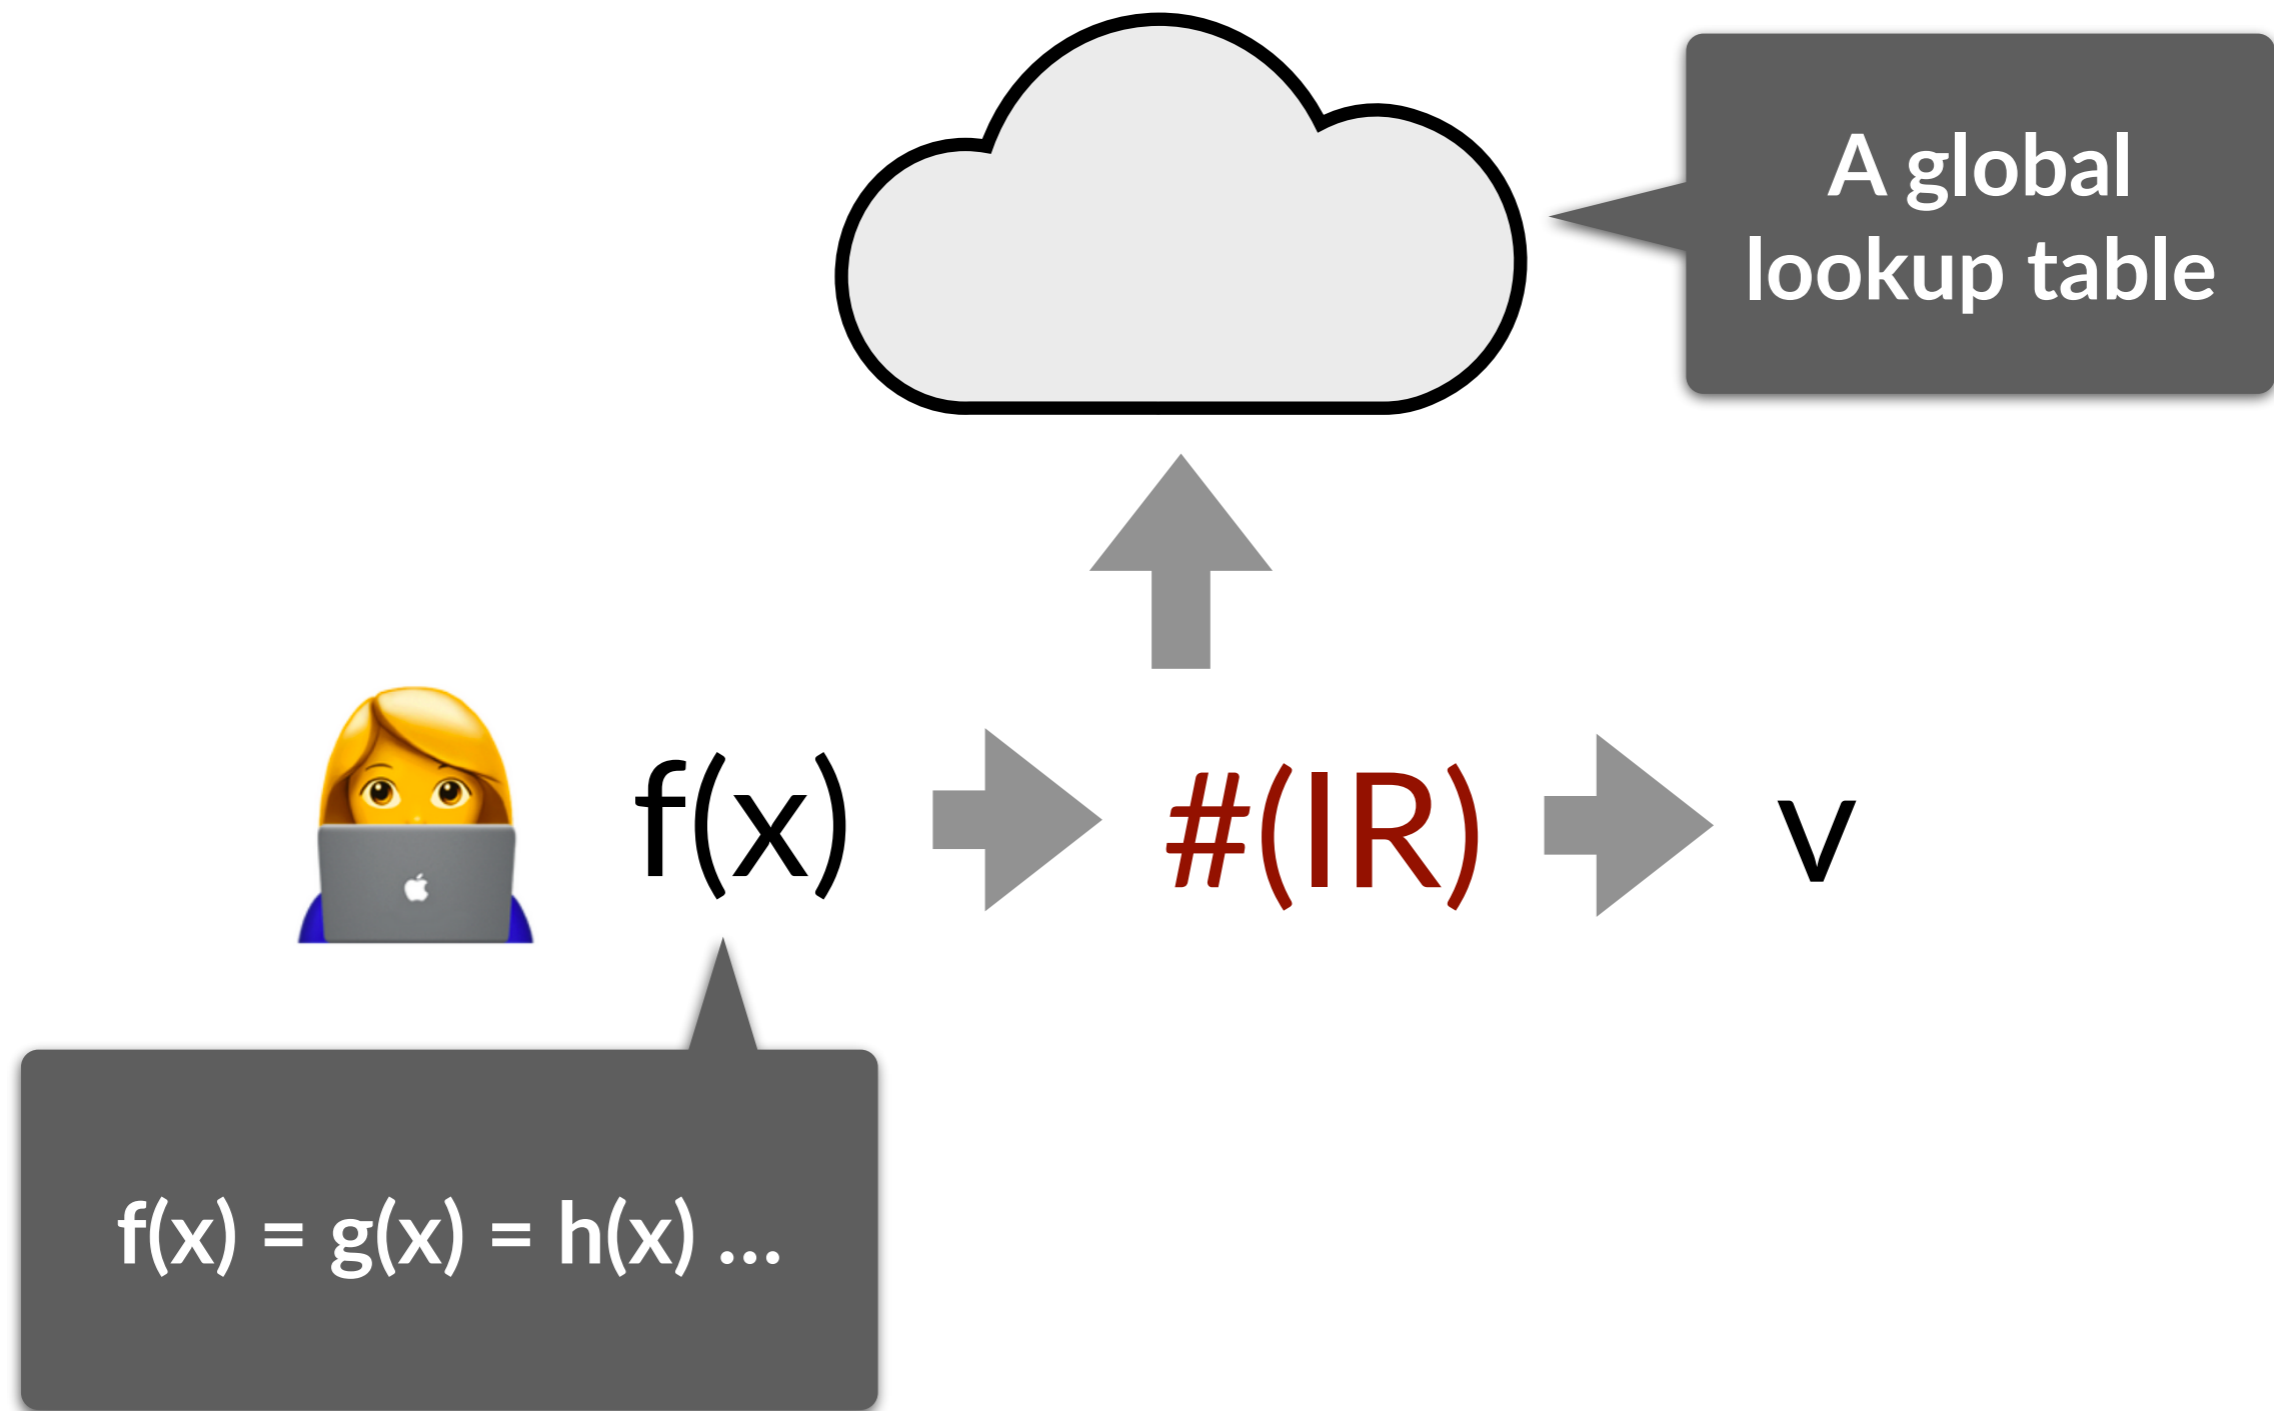 A global
lookup table
f(x)
#(IR)
v
f(x) = g(x) = h(x) ...